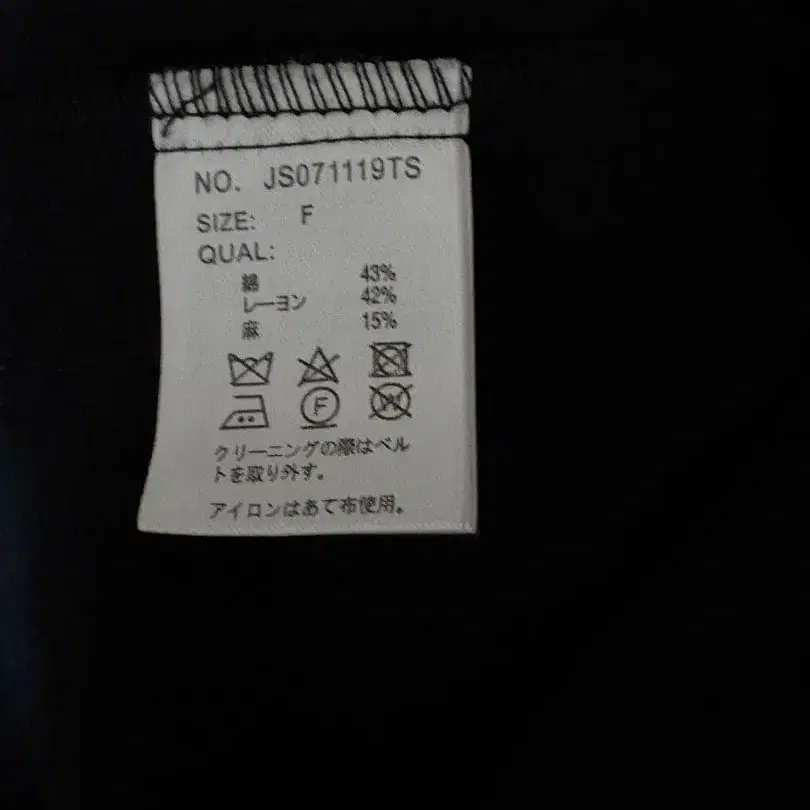 NO. JS071119TS
SIZE: F
QUAL:
綿 43%
レーヨン 42%
麻 15%
F
W
クリーニングの際はベル
トを取り外す。
アイロンはあて布使用。